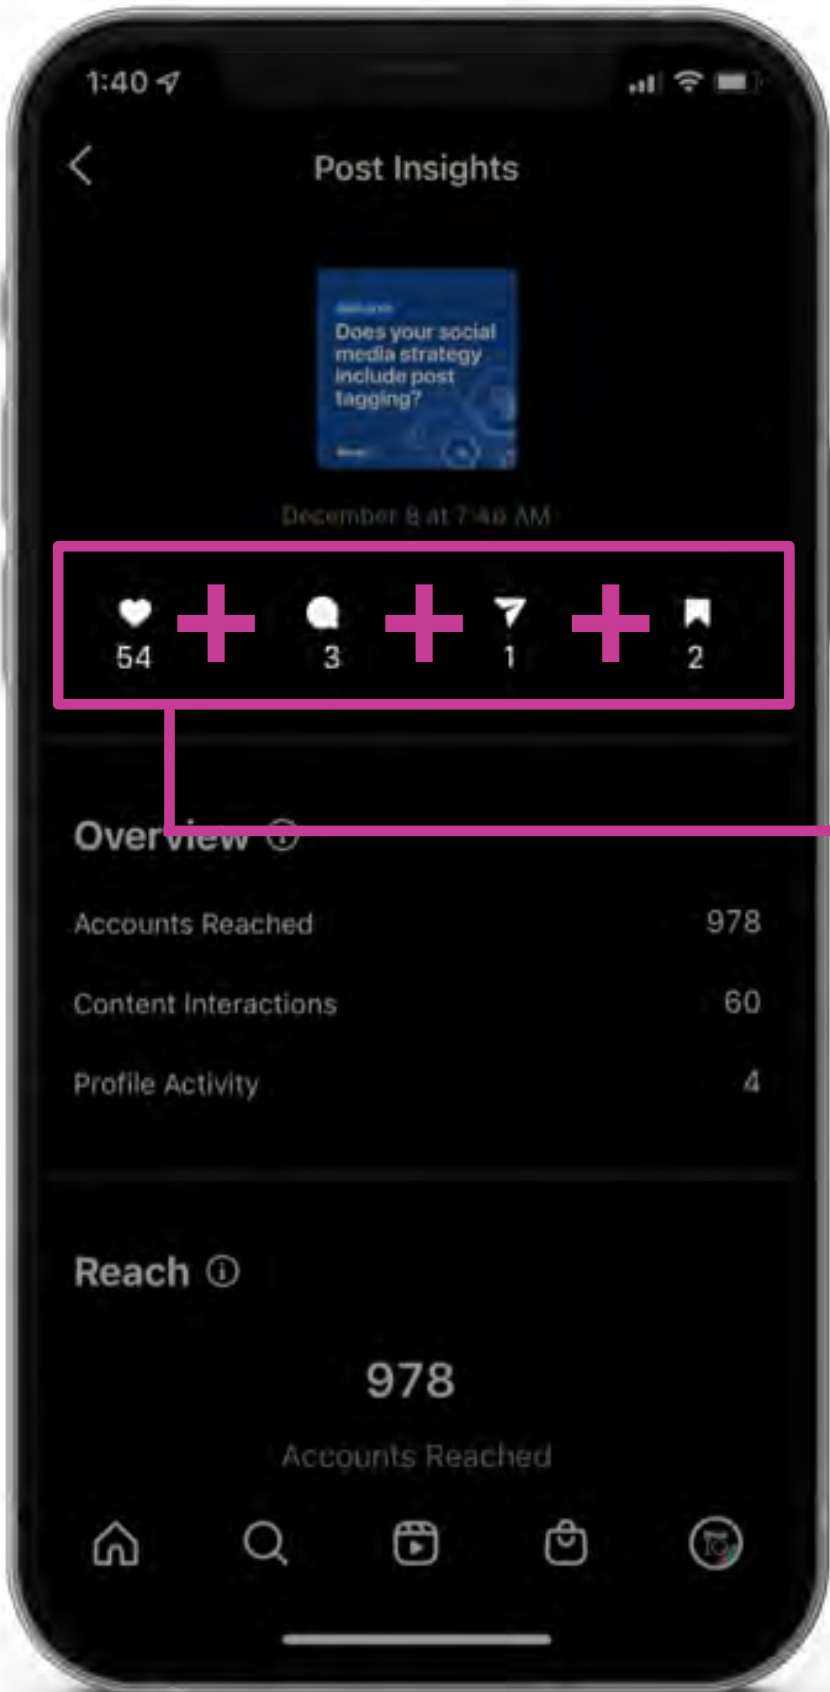 1:40
Post Insights
Does your social
media strategy
include post
tagging?
December 8 at 7:46 AM
54 + 3 + 1 + 2
Overview
Accounts Reached 978
Content Interactions 60
Profile Activity 4
Reach
978
Accounts Reached